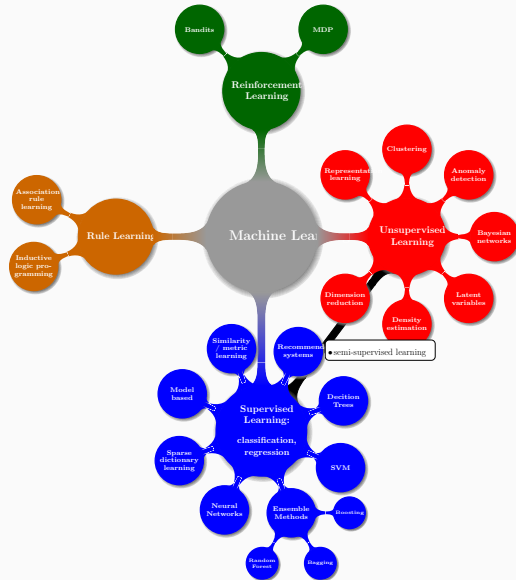 Bandits
MDP
Reinforcement
Learning
Clustering
Representat
learning
Anomaly
detection
Association
rule
learning
Rule Learning
Machine Lea
Unsupervised
Learning
Bayesian
networks
Inductive
logic pro-
gramming
Dimension
reduction
Latent
variables
Density
estimation
Similarity
/ metric
learning
Recommend
systems
•semi-supervised learning
Model
based
Decition
Trees
Supervised
Learning:
classification,
regression
Sparse
dictionary
learning
SVM
Neural
Networks
Ensemble
Methods
Boosting
Random
Forest
Bagging